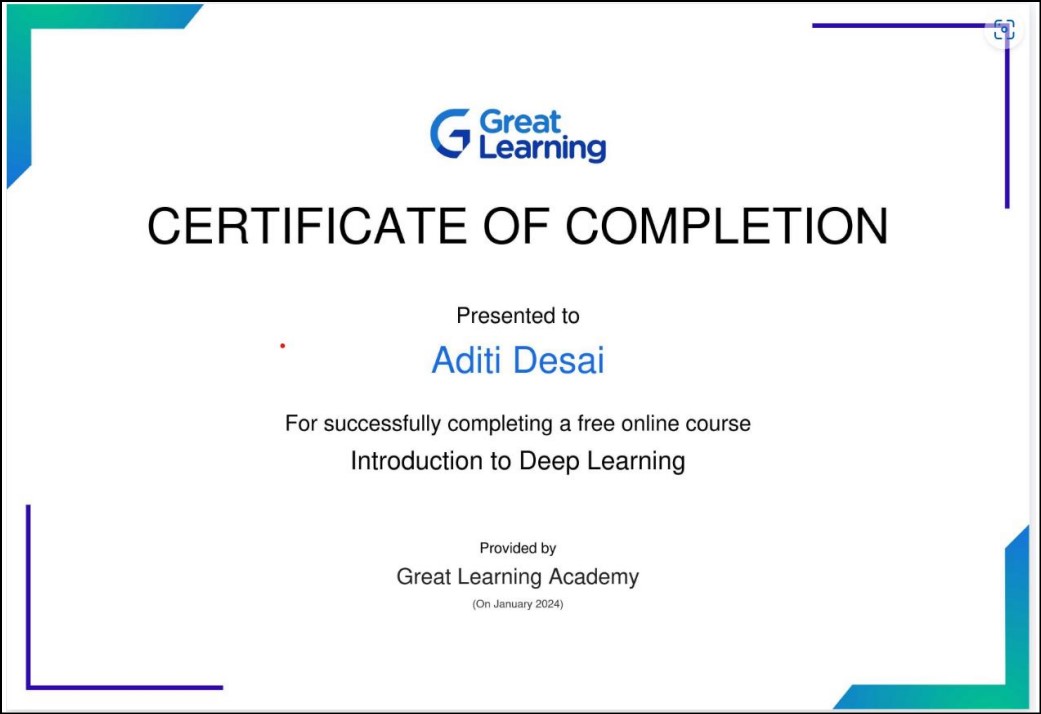 Great
Learning
CERTIFICATE OF COMPLETION
Presented to
Aditi Desai
For successfully completing a free online course
Introduction to Deep Learning
Provided by
Great Learning Academy
(On January 2024)